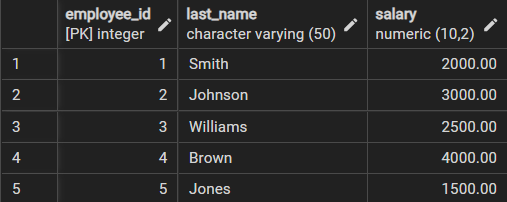 employee_id last_name salary
[PK] integer character varying (50) numeric (10,2)
1 1 Smith 2000.00
2 2 Johnson 3000.00
3 3 Williams 2500.00
4 4 Brown 4000.00
5 5 Jones 1500.00